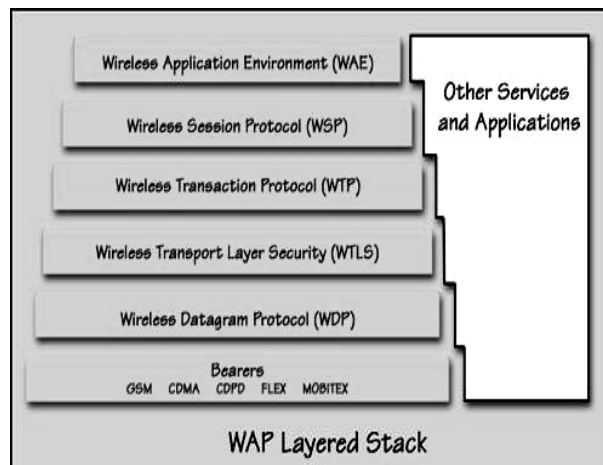 Wireless Application Environment (WAE)
Other Services
and Applications
Wireless Session Protocol (WSP)
Wireless Transaction Protocol (WTP)
Wireless Transport Layer Security (WTLS)
Wireless Datagram Protocol (WDP)
Bearers
GSM CDMA CDPD FLEX MOBITEX
WAP Layered Stack